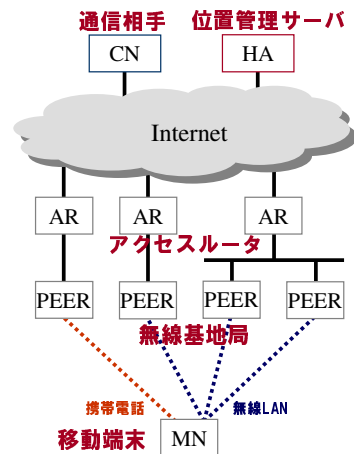 通信相手 位置管理サーバ
CN HA
Internet
AR AR AR
アクセスルータ
PEER PEER PEER PEER
無線基地局
携帯電話 無線LAN
移動端末 MN